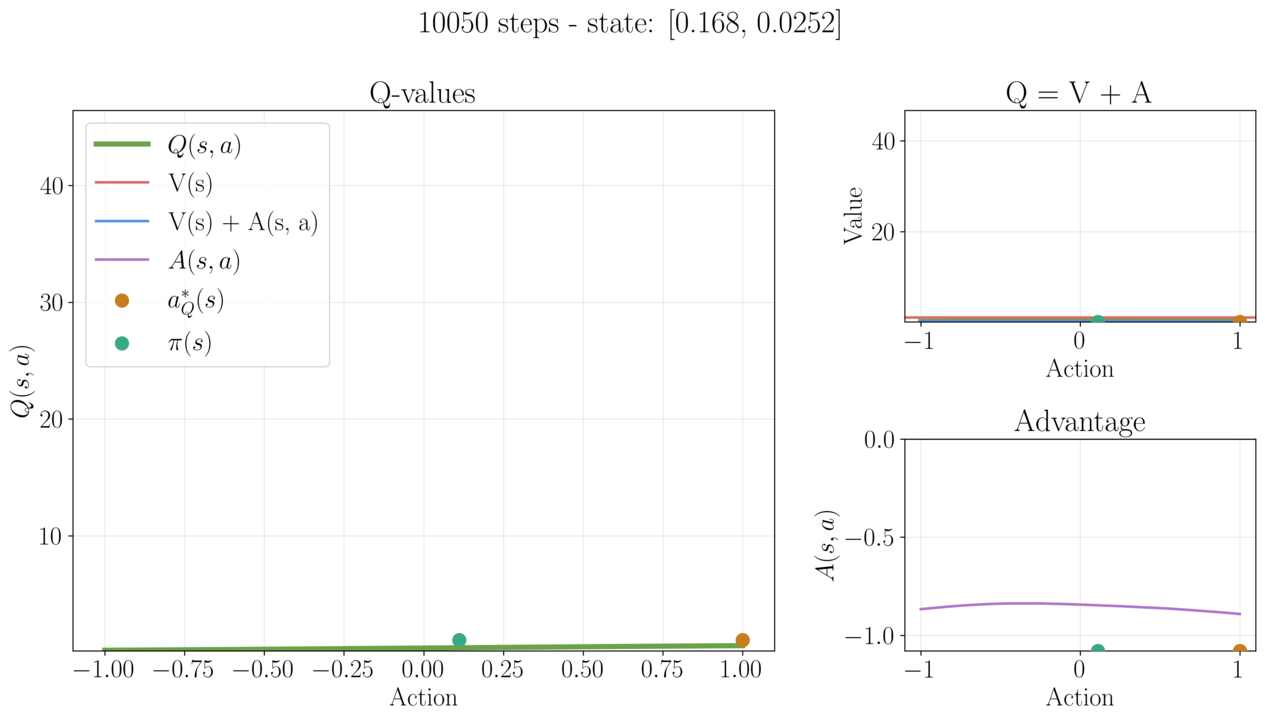 10050 steps - state: [0.168, 0.0252]
Q-values
Q(s, a)
V(s)
V(s) + A(s, a)
A(s, a)
a*_Q(s)
π(s)
40
30
20
10
Q(s, a)
−1.00 −0.75 −0.50 −0.25 0.00 0.25 0.50 0.75 1.00
Action
Q = V + A
40
20
Value
−1 0 1
Action
Advantage
0.0
−0.5
−1.0
A(s, a)
−1 0 1
Action